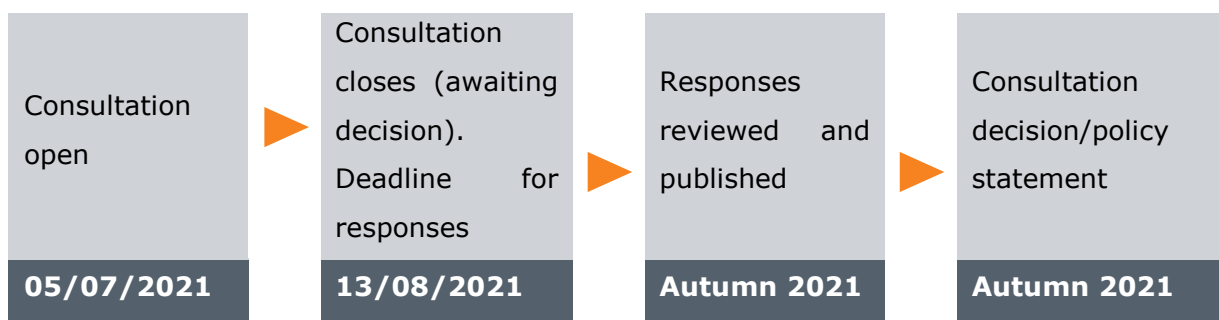 Consultation
open
05/07/2021
Consultation
closes (awaiting
decision).
Deadline for
responses
13/08/2021
Responses
reviewed and
published
Autumn 2021
Consultation
decision/policy
statement
Autumn 2021